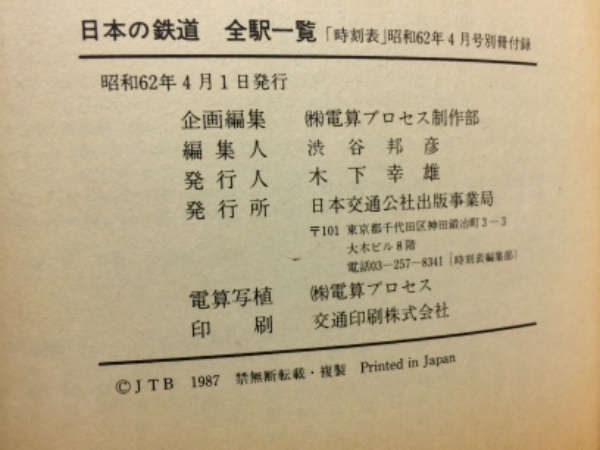 日本の鉄道 全駅一覧「時刻表」昭和62年4月号別冊付録
昭和62年4月1日発行
企画編集 ㈱電算プロセス制作部
編集人 渋谷邦彦
発行人 木下幸雄
発行所 日本交通公社出版事業局
〒101 東京都千代田区神田鍛冶町3－3
大木ビル8階
電話03－257－8341〔時刻表編集部〕
電算写植 ㈱電算プロセス
印刷 交通印刷株式会社
©JTB 1987 禁無断転載・複製 Printed in Japan